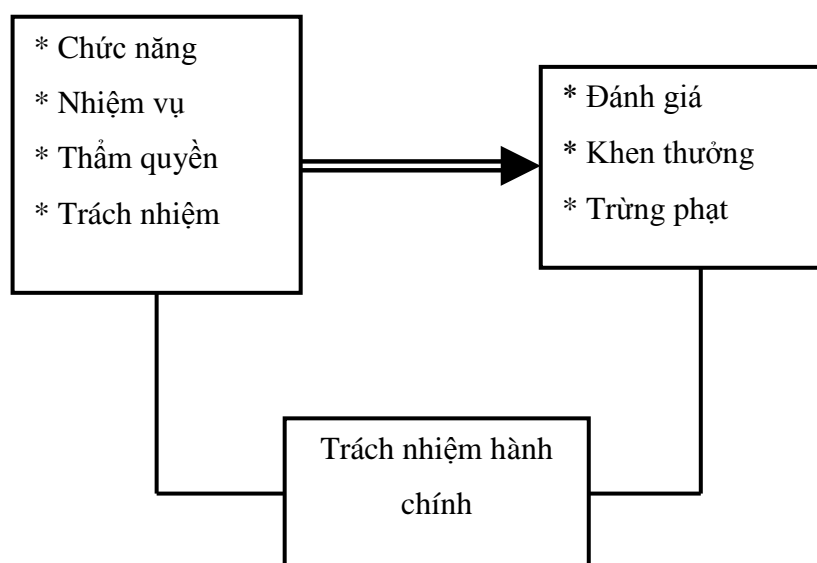 * Chức năng
* Nhiệm vụ
* Thẩm quyền
* Trách nhiệm
* Đánh giá
* Khen thưởng
* Trừng phạt
Trách nhiệm hành
chính